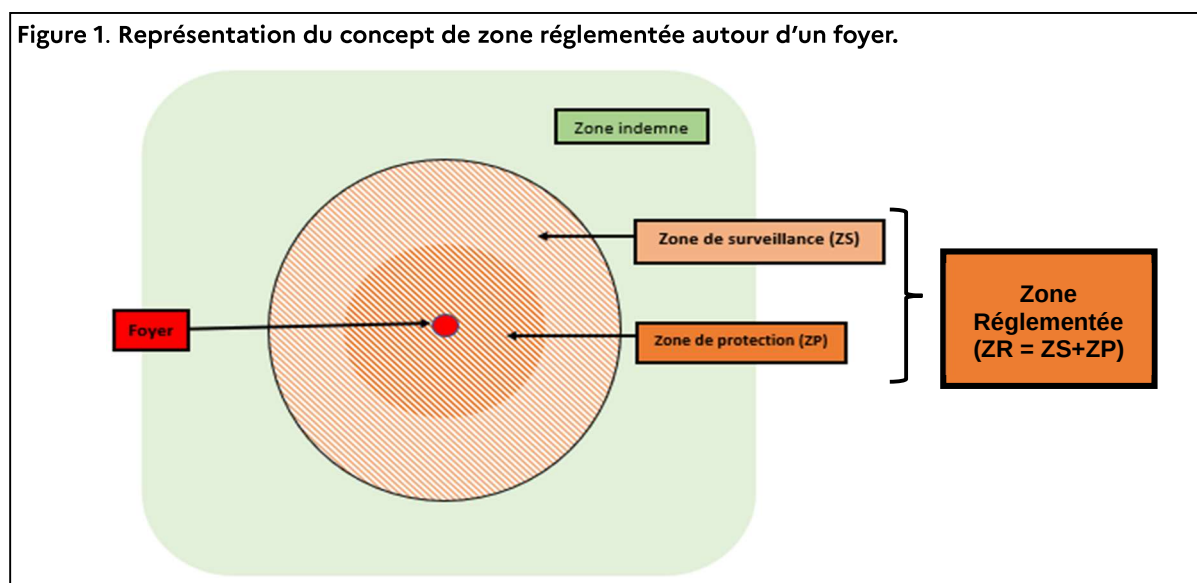 Figure 1. Représentation du concept de zone réglementée autour d’un foyer.
Zone indemne
Zone de surveillance (ZS)
Foyer
Zone de protection (ZP)
Zone
Réglementée
(ZR = ZS+ZP)